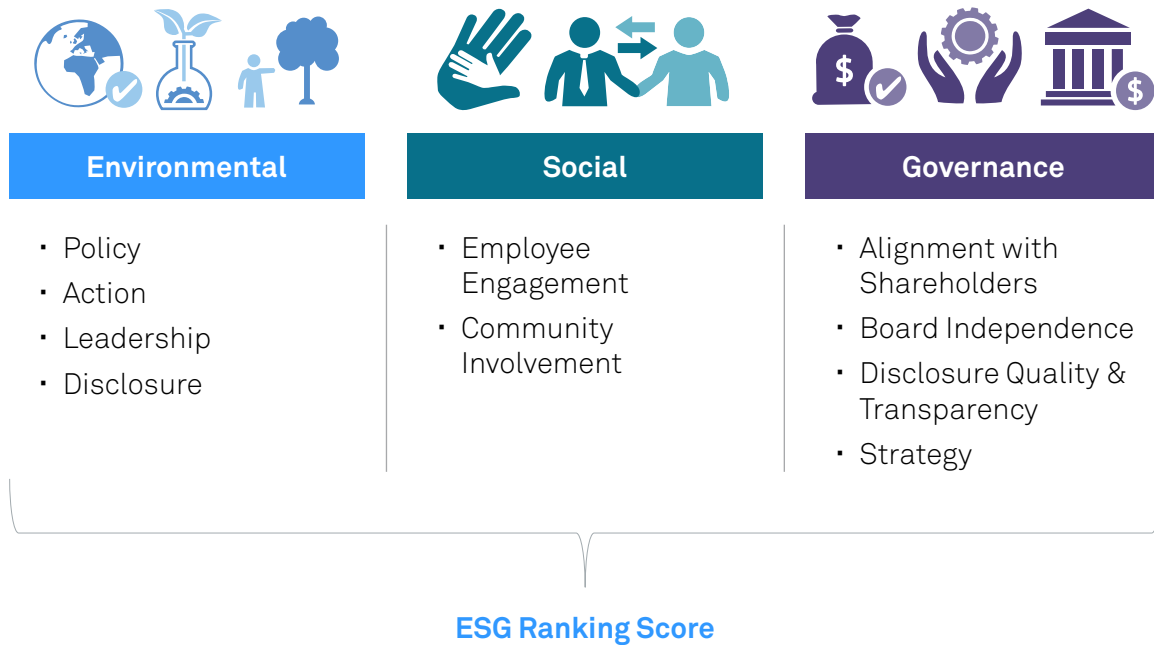 $
$
Environmental
Social
Governance
· Policy
· Action
· Leadership
· Disclosure
· Employee
Engagement
· Community
Involvement
· Alignment with
Shareholders
· Board Independence
· Disclosure Quality &
Transparency
· Strategy
ESG Ranking Score